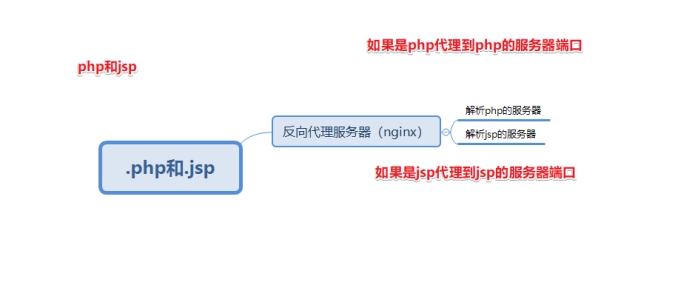 如果是php代理到php的服务器端口
php和jsp
解析php的服务器
反向代理服务器（nginx）
解析jsp的服务器
.php和.jsp
如果是jsp代理到jsp的服务器端口